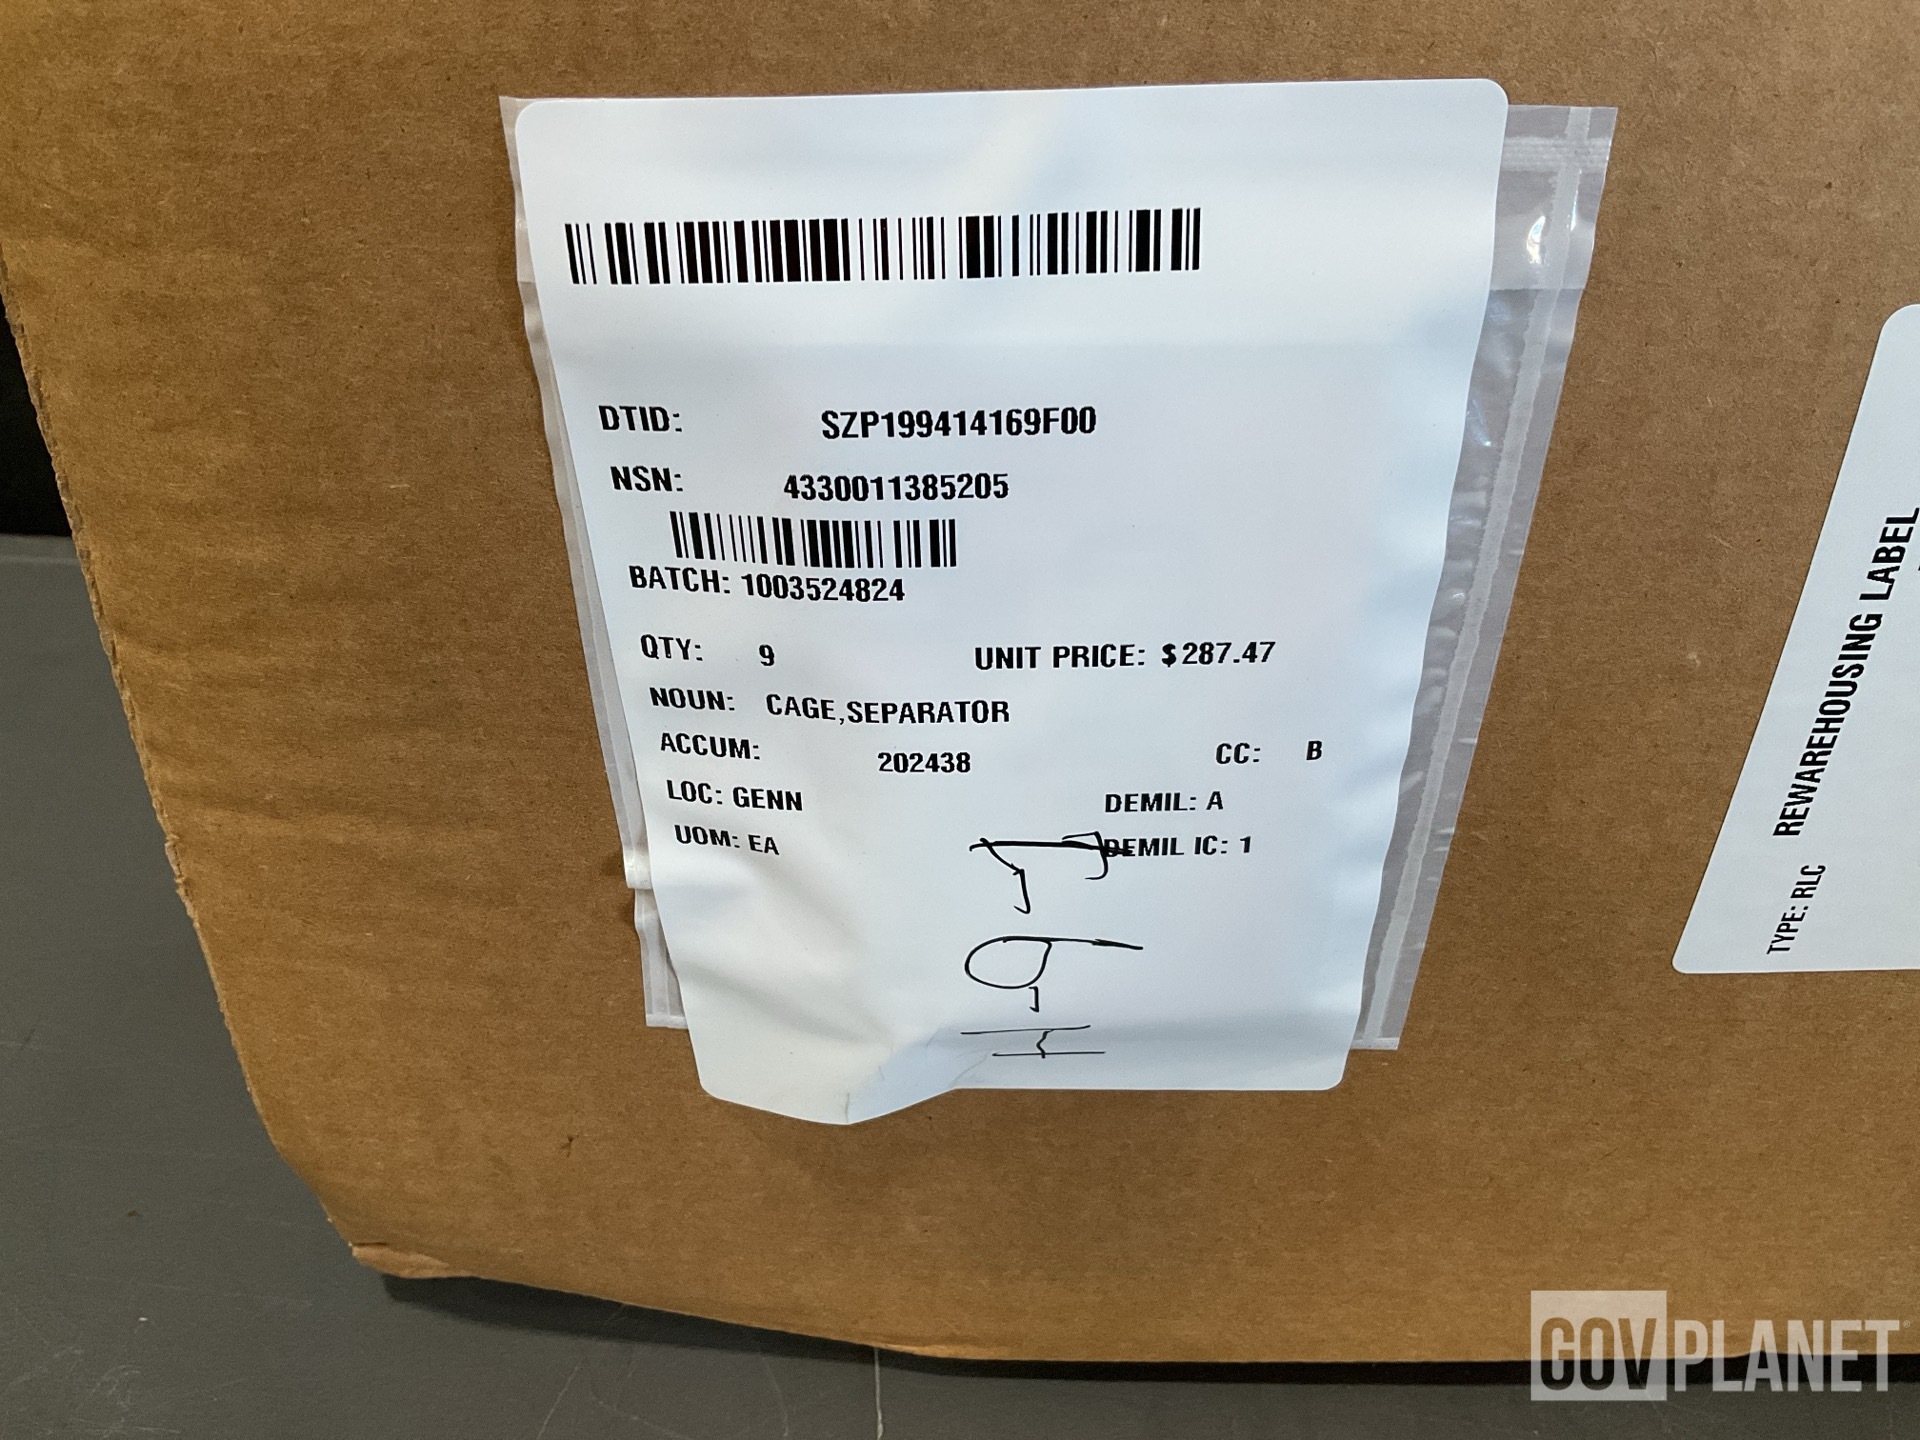 DTID: SZP199414169F00
NSN: 4330011385205
BATCH: 1003524824
QTY: 9 UNIT PRICE: $287.47
NOUN: CAGE,SEPARATOR
ACCUM: 202438 CC: B
LOC: GENN DEMIL: A
UOM: EA DEMIL IC: 1
TYPE: RLC REWAREHOUSING LABEL
GOVPLANET